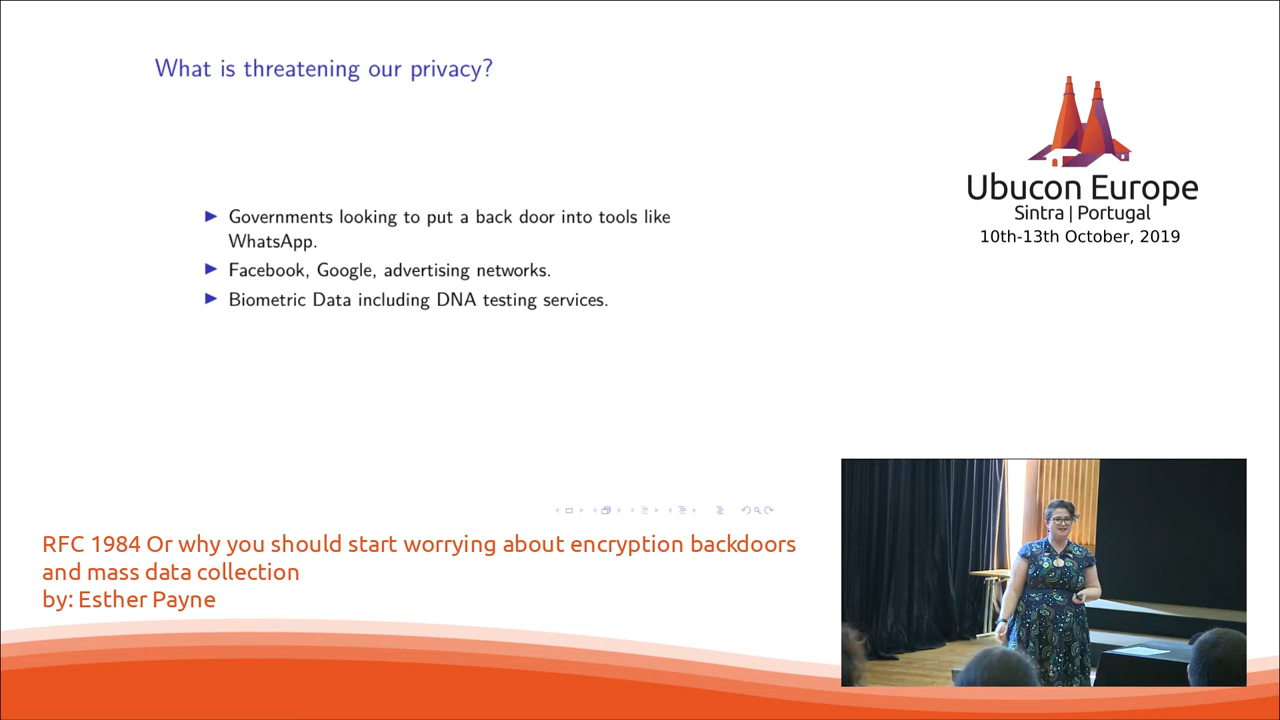 What is threatening our privacy?
Governments looking to put a back door into tools like
WhatsApp.
Facebook, Google, advertising networks.
Biometric Data including DNA testing services.
Ubucon Europe
Sintra | Portugal
10th-13th October, 2019
RFC 1984 Or why you should start worrying about encryption backdoors
and mass data collection
by: Esther Payne